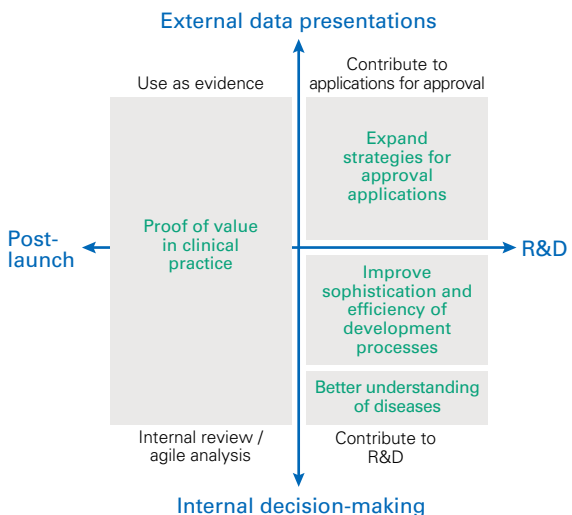 External data presentations
Use as evidence
Contribute to
applications for approval
Expand
strategies for
approval
applications
Proof of value
in clinical
practice
Post-
launch
R&D
Improve
sophistication and
efficiency of
development
processes
Better understanding
of diseases
Internal review /
agile analysis
Contribute to
R&D
Internal decision-making